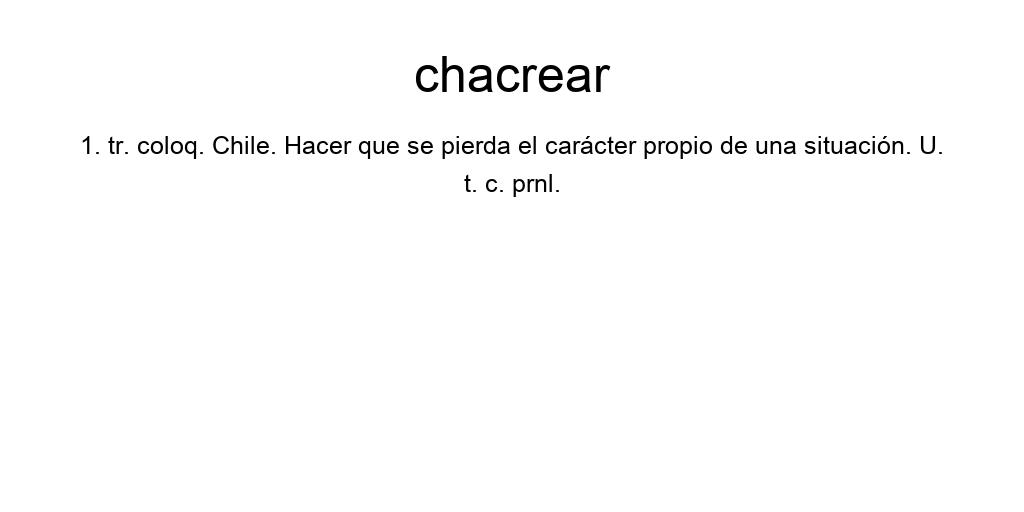 chacrear
1. tr. coloq. Chile. Hacer que se pierda el carácter propio de una situación. U.
t. c. prnl.